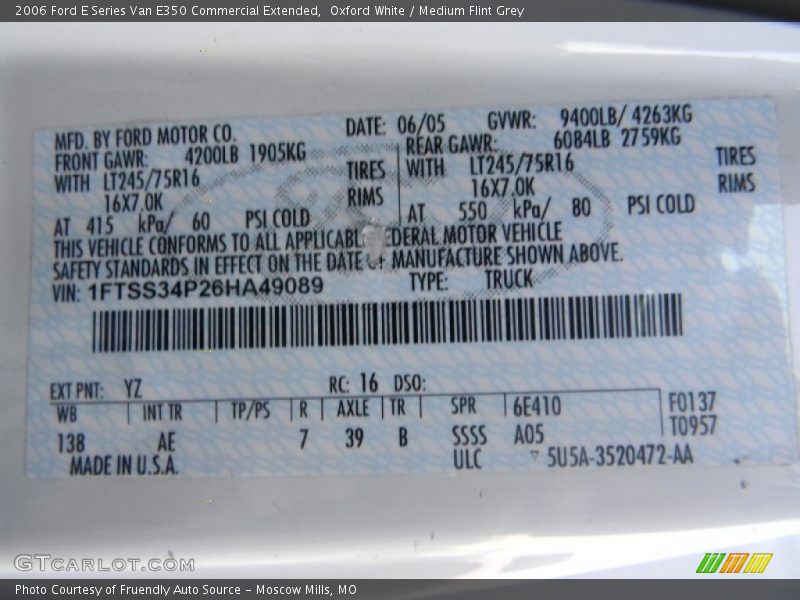 2006 Ford E Series Van E350 Commercial Extended,  Oxford White / Medium Flint Grey
MFD. BY FORD MOTOR CO. DATE: 06/05 GVWR: 9400LB/ 4263KG
FRONT GAWR: 4200LB 1905KG REAR GAWR: 6084LB 2759KG
WITH LT245/75R16 TIRES WITH LT245/75R16 TIRES
16X7.0K RIMS 16X7.0K RIMS
AT 415 kPa/ 60 PSI COLD AT 550 kPa/ 80 PSI COLD
THIS VEHICLE CONFORMS TO ALL APPLICABL EDERAL MOTOR VEHICLE
SAFETY STANDARDS IN EFFECT ON THE DATE OF MANUFACTURE SHOWN ABOVE.
VIN: 1FTSS34P26HA49089 TYPE: TRUCK
EXT PNT: YZ RC: 16 DSO:
WB INT TR TP/PS R AXLE TR SPR 6E410 F0137
138 AE 7 39 B SSSS A05 T0957
MADE IN U.S.A. ULC 5U5A-3520472-AA
GTCARLOT.COM
Photo Courtesy of Fruendly Auto Source – Moscow Mills, MO